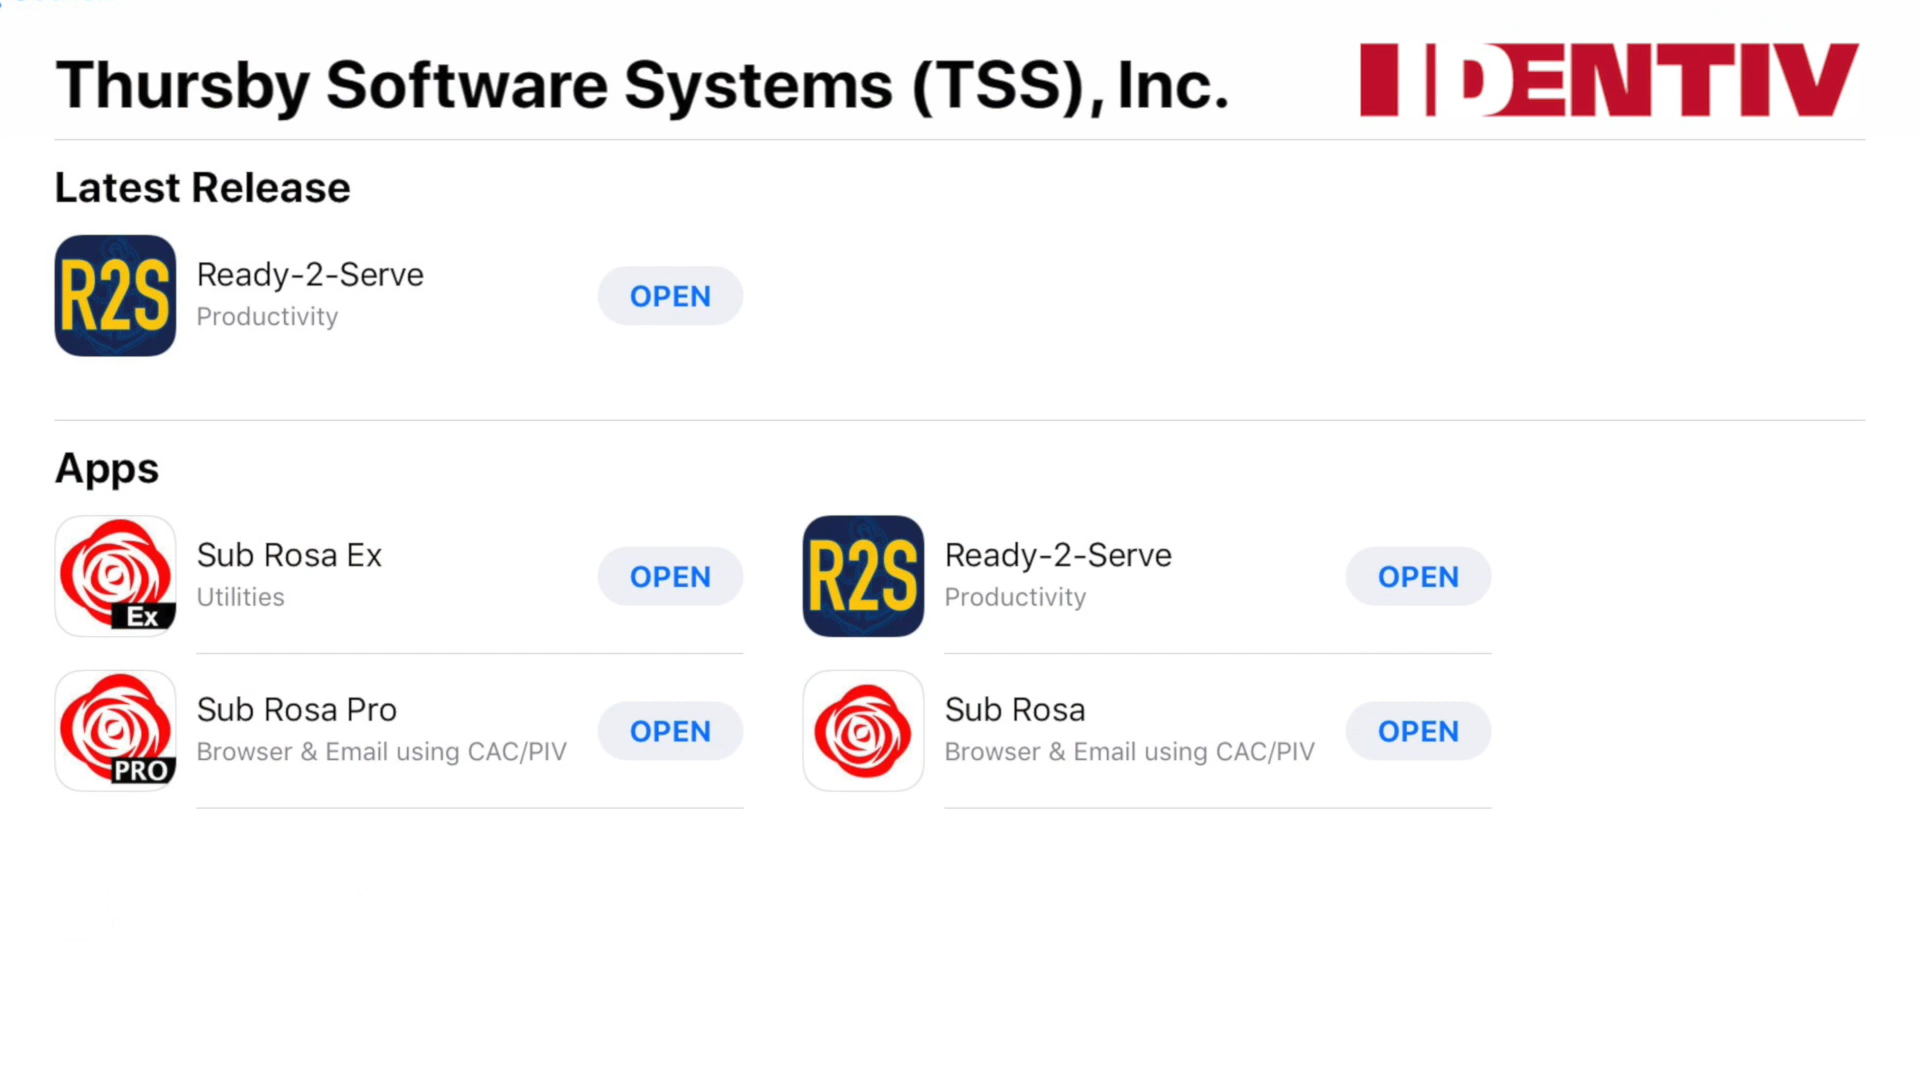 Thursby Software Systems (TSS), Inc.
IDENTIV
Latest Release
R2S
Ready-2-Serve
Productivity
OPEN
Apps
Ex
Sub Rosa Ex
Utilities
OPEN
R2S
Ready-2-Serve
Productivity
OPEN
PRO
Sub Rosa Pro
Browser & Email using CAC/PIV
OPEN
Sub Rosa
Browser & Email using CAC/PIV
OPEN